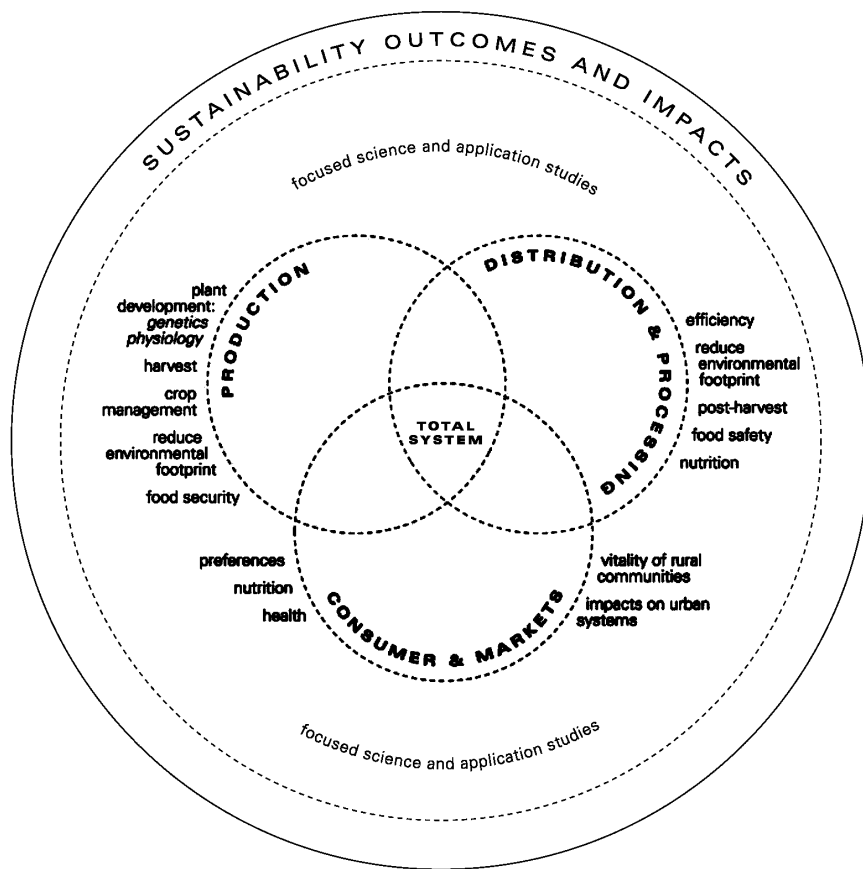 SUSTAINABILITY OUTCOMES AND IMPACTS
focused science and application studies
PRODUCTION
plant
development:
genetics
physiology
harvest
crop
management
reduce
environmental
footprint
food security
DISTRIBUTION & PROCESSING
efficiency
reduce
environmental
footprint
post-harvest
food safety
nutrition
TOTAL
SYSTEM
preferences
nutrition
health
CONSUMER & MARKETS
vitality of rural
communities
impacts on urban
systems
focused science and application studies